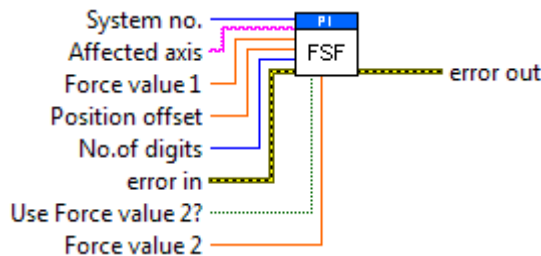 System no.
PI
Affected axis
FSF
Force value 1
error out
Position offset
No.of digits
error in
Use Force value 2?
Force value 2